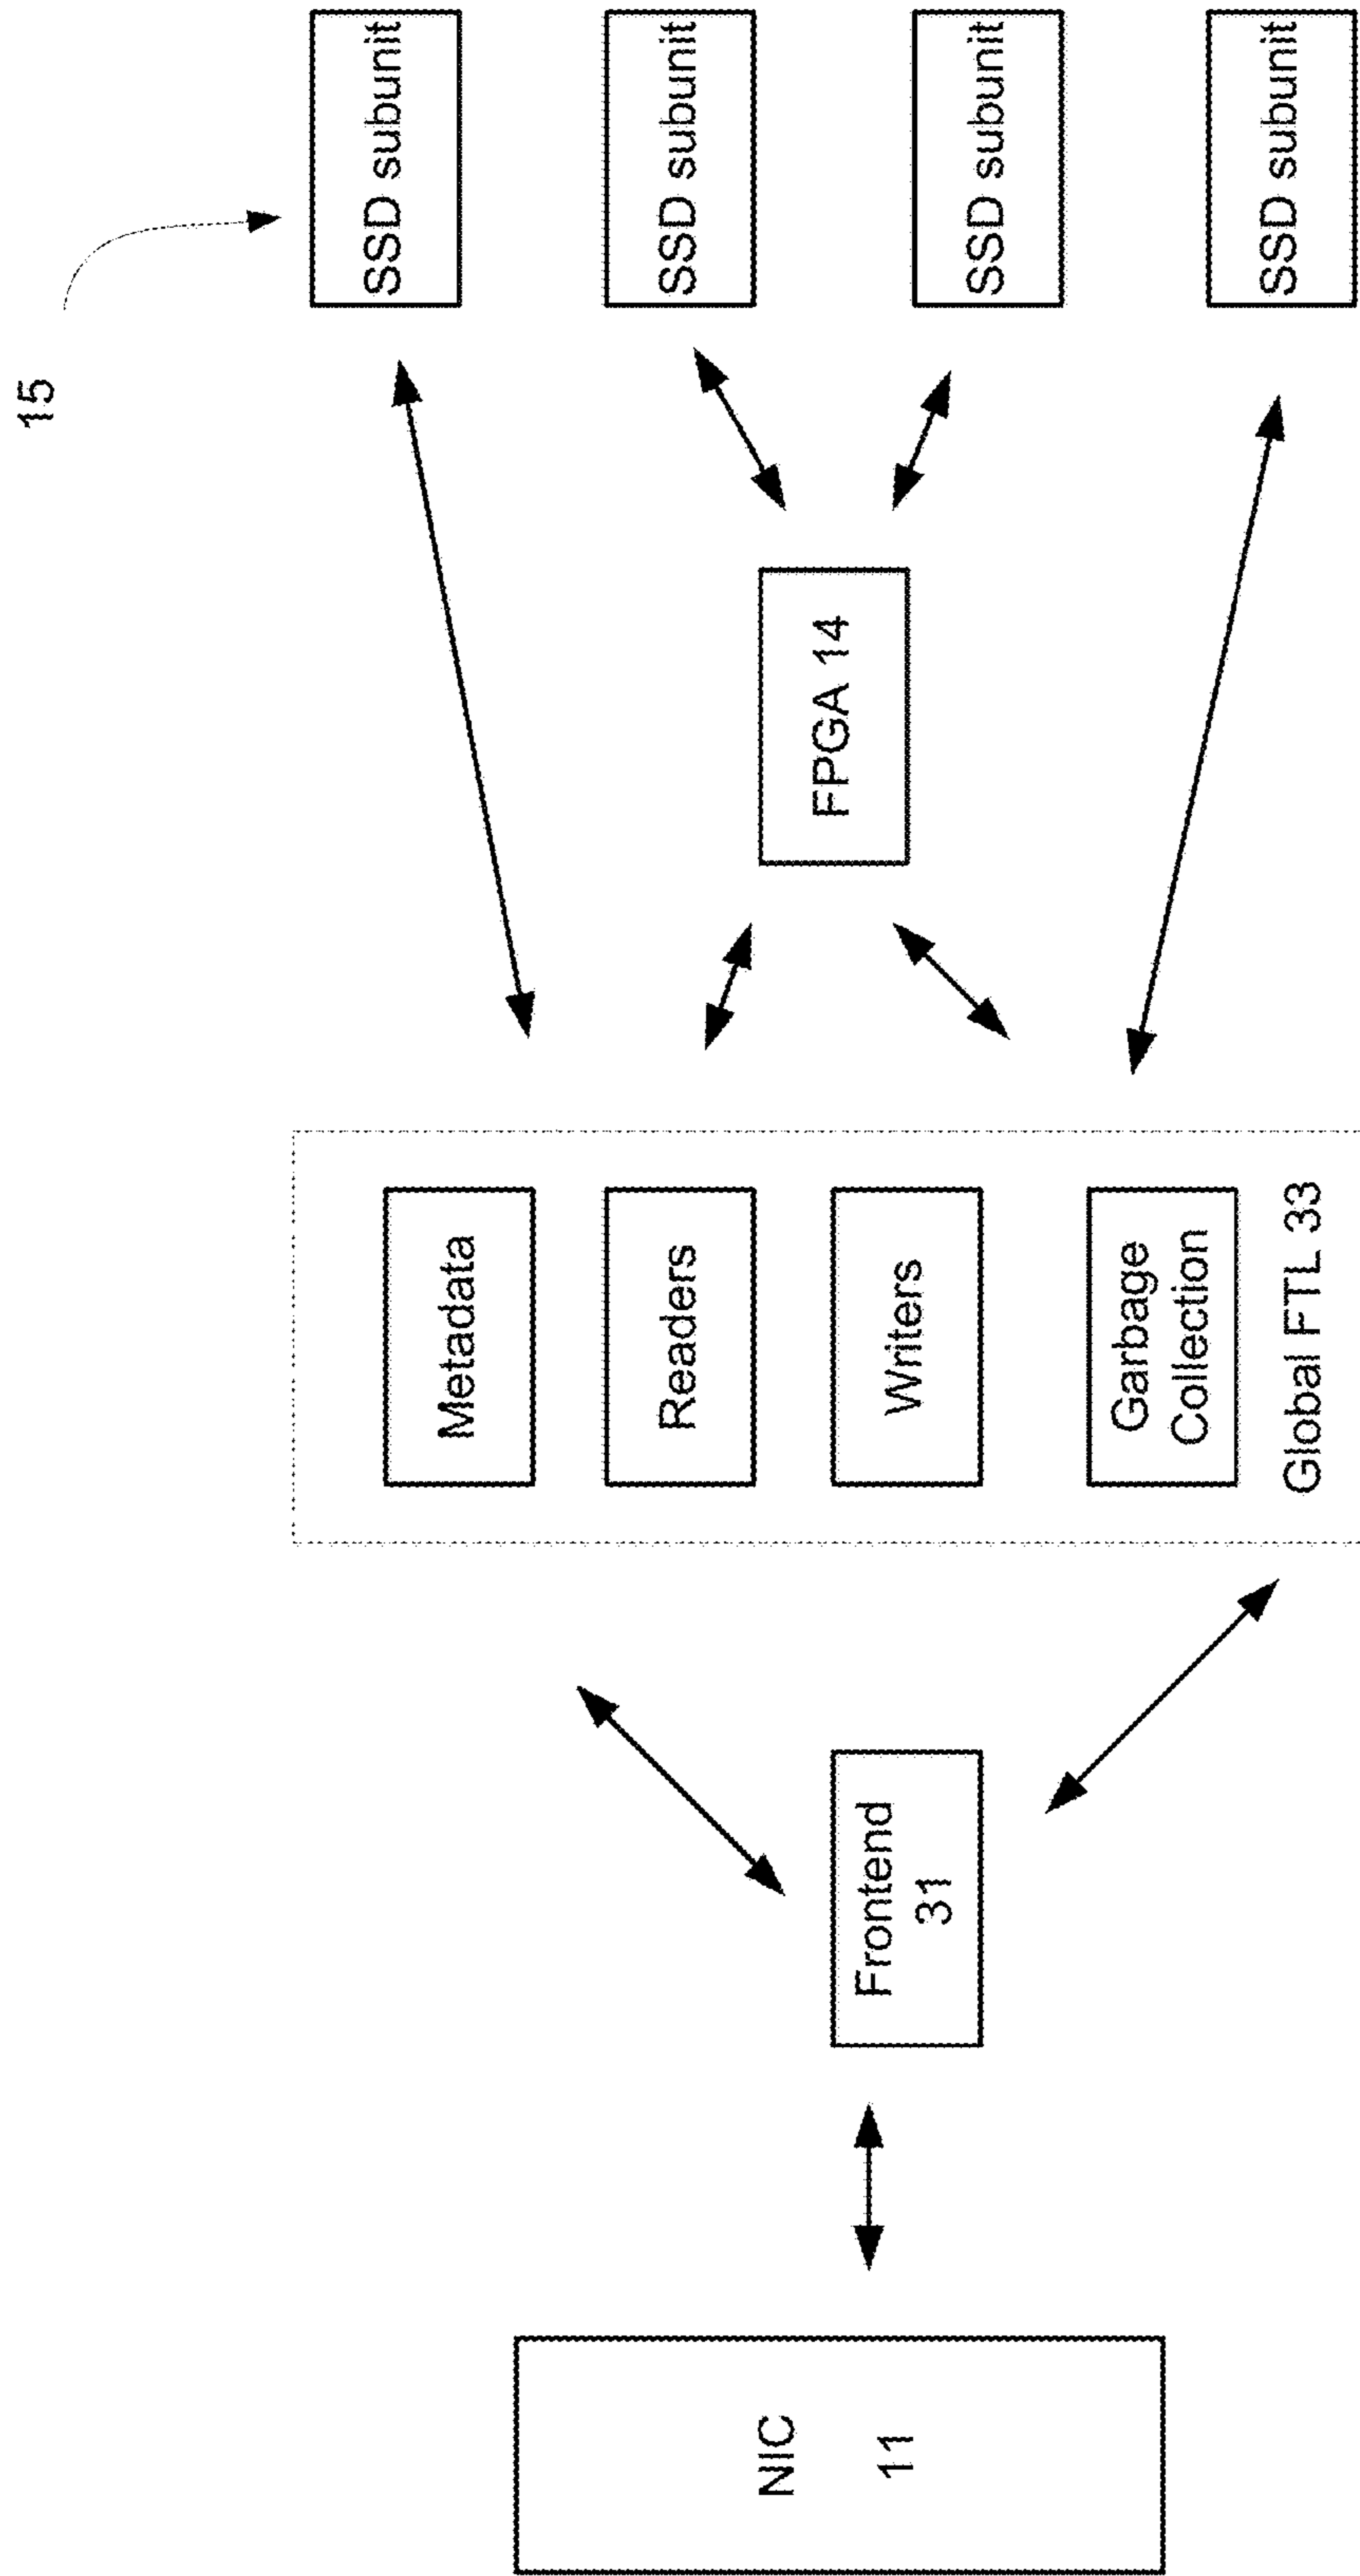 NIC
11
Frontend
31
Metadata
Readers
Writers
Garbage
Collection
Global FTL 33
FPGA 14
15
SSD subunit
SSD subunit
SSD subunit
SSD subunit